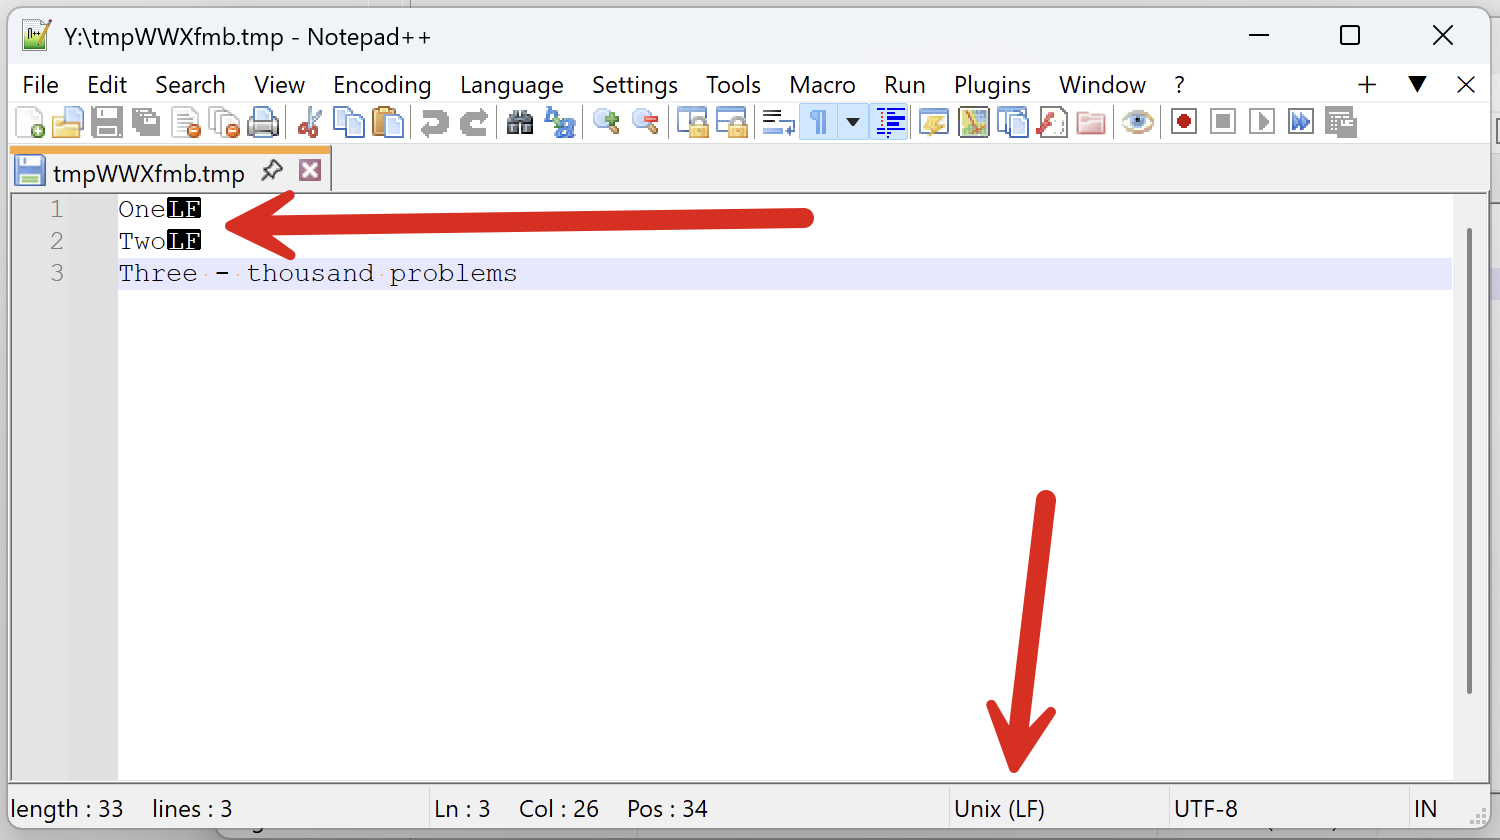 Y:\tmpWWXfmb.tmp - Notepad++
File Edit Search View Encoding Language Settings Tools Macro Run Plugins Window ?
tmpWWXfmb.tmp
1 OneLF
2 TwoLF
3 Three - thousand problems
length : 33 lines : 3 Ln : 3 Col : 26 Pos : 34 Unix (LF) UTF-8 IN